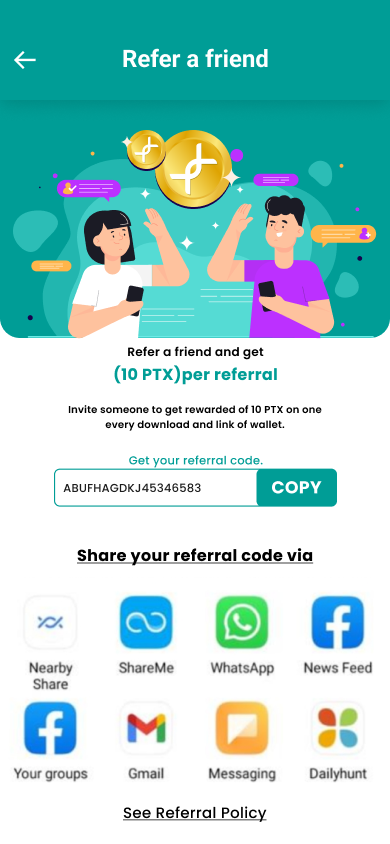 Refer a friend
Refer a friend and get
(10 PTX)per referral
Invite someone to get rewarded of 10 PTX on one
every download and link of wallet.
Get your referral code.
ABUFHAGDKJ45346583
COPY
Share your referral code via
Nearby
Share
ShareMe
WhatsApp
News Feed
Your groups
Gmail
Messaging
Dailyhunt
See Referral Policy